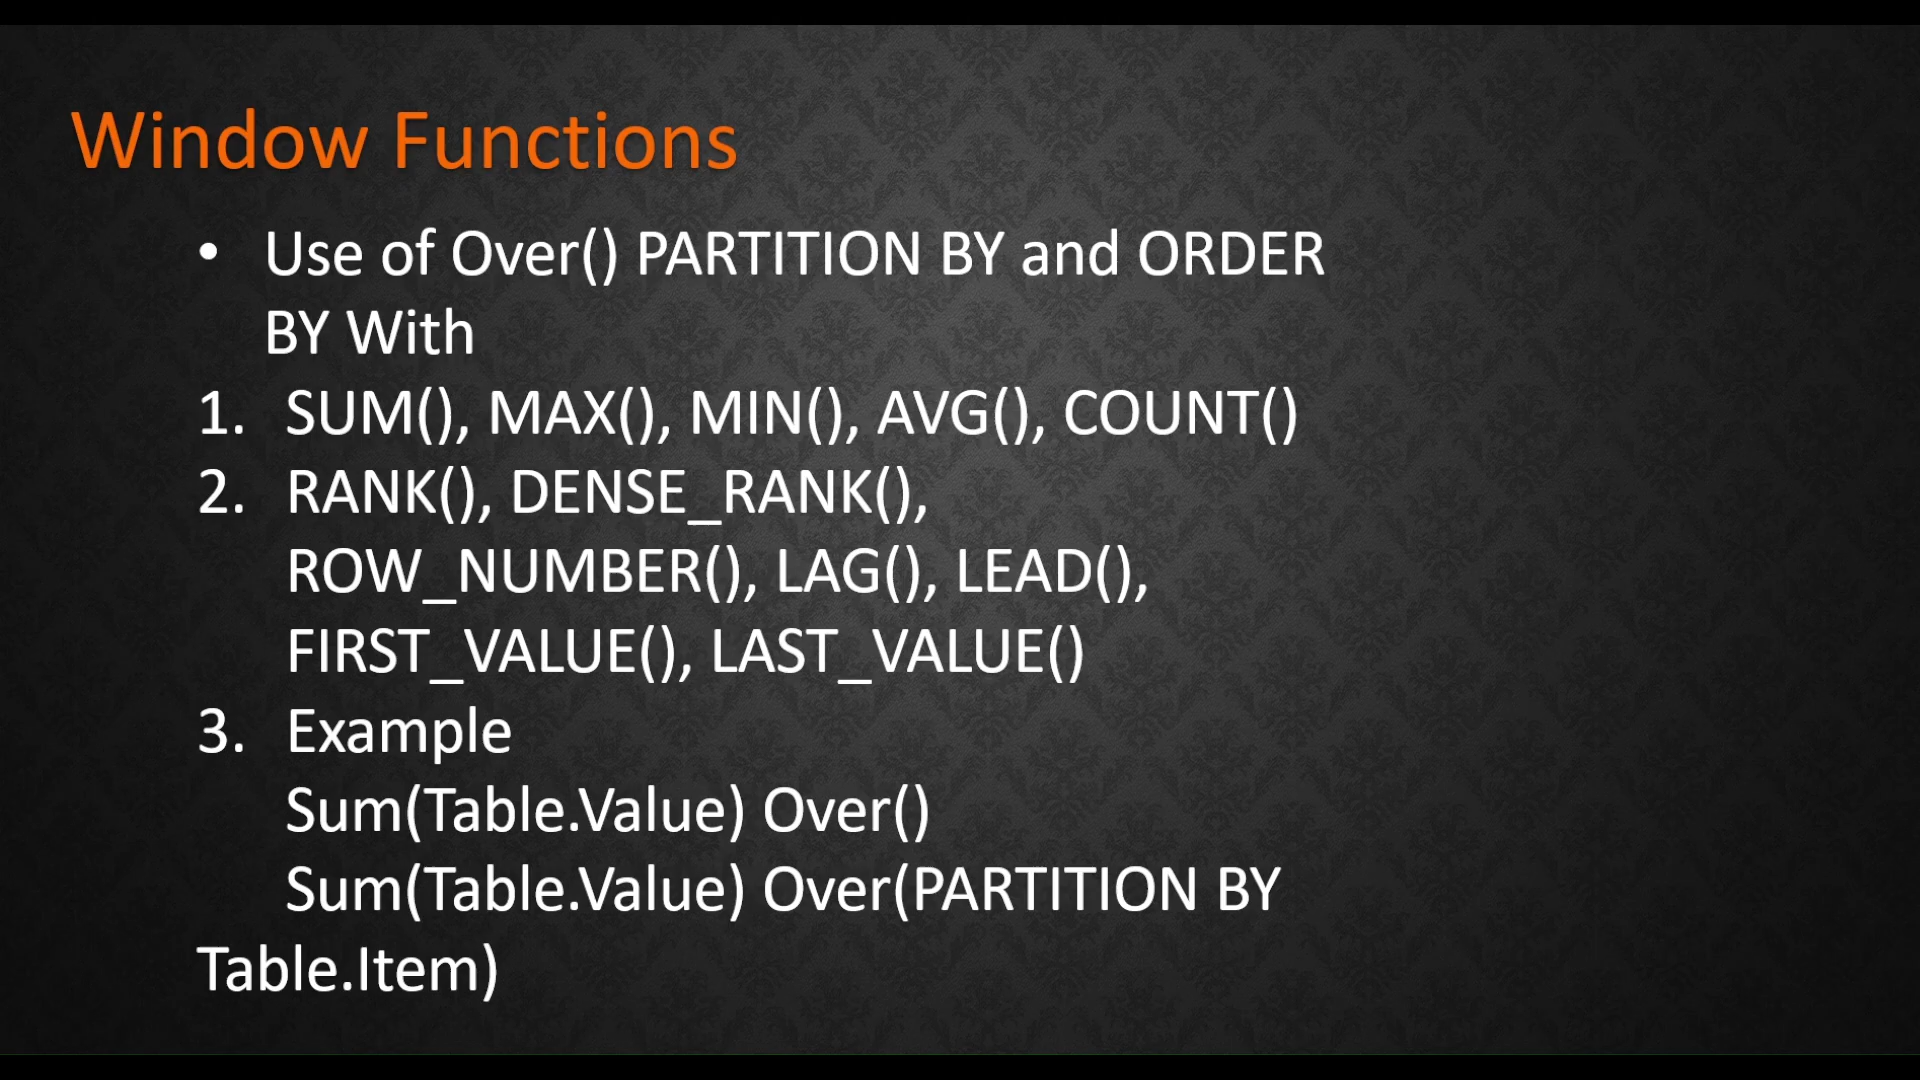 Window Functions
• Use of Over() PARTITION BY and ORDER
BY With
1. SUM(), MAX(), MIN(), AVG(), COUNT()
2. RANK(), DENSE_RANK(),
ROW_NUMBER(), LAG(), LEAD(),
FIRST_VALUE(), LAST_VALUE()
3. Example
Sum(Table.Value) Over()
Sum(Table.Value) Over(PARTITION BY
Table.Item)